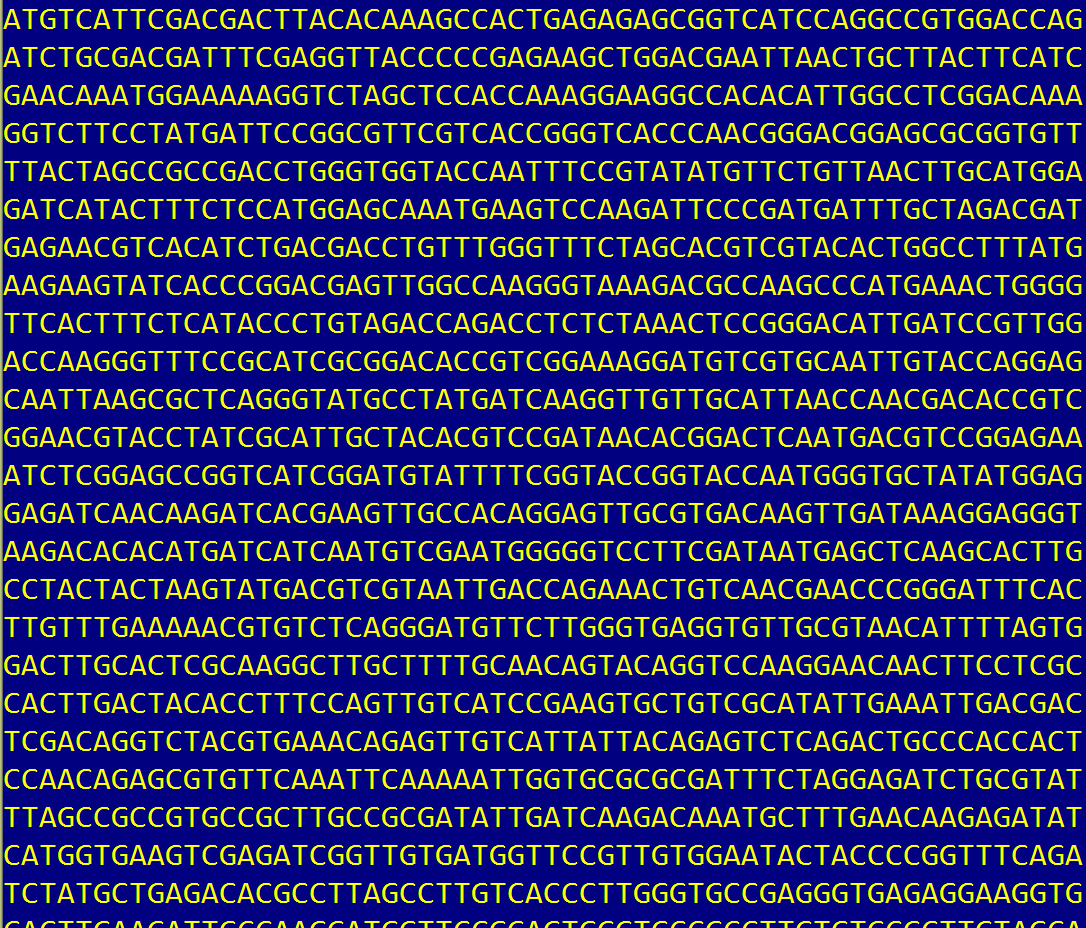 ATGTCATTCGACGACTTACACAAAGCCACTGAGAGAGCGGTCATCCAGGCCGTGGACCAG
ATCTGCGACGATTTCGAGGTTACCCCCGAGAAGCTGGACGAATTAACTGCTTACTTCATC
GAACAAATGGAAAAAGGTCTAGCTCCACCAAAGGAAGGCCACACATTGGCCTCGGACAAA
GGTCTTCCTATGATTCCGGCGTTCGTCACCGGGTCACCCAACGGGACGGAGCGCGGTGTT
TTACTAGCCGCCGACCTGGGTGGTACCAATTTCCGTATATGTTCTGTTAACTTGCATGGA
GATCATACTTTCTCCATGGAGCAAATGAAGTCCAAGATTCCCGATGATTTGCTAGACGAT
GAGAACGTCACATCTGACGACCTGTTTGGGTTTCTAGCACGTCGTACACTGGCCTTTATG
AAGAAGTATCACCCGGACGAGTTGGCCAAGGGTAAAGACGCCAAGCCCATGAAACTGGGG
TTCACTTTCTCATACCCTGTAGACCAGACCTCTCTAAACTCCGGGACATTGATCCGTTGG
ACCAAGGGTTTCCGCATCGCGGACACCGTCGGAAAGGATGTCGTGCAATTGTACCAGGAG
CAATTAAGCGCTCAGGGTATGCCTATGATCAAGGTTGTTGCATTAACCAACGACACCGTC
GGAACGTACCTATCGCATTGCTACACGTCCGATAACACGGACTCAATGACGTCCGGAGAA
ATCTCGGAGCCGGTCATCGGATGTATTTTCGGTACCGGTACCAATGGGTGCTATATGGAG
GAGATCAACAAGATCACGAAGTTGCCACAGGAGTTGCGTGACAAGTTGATAAAGGAGGGT
AAGACACACATGATCATCAATGTCGAATGGGGGTCCTTCGATAATGAGCTCAAGCACTTG
CCTACTACTAAGTATGACGTCGTAATTGACCAGAAACTGTCAACGAACCCGGGATTTCAC
TTGTTTGAAAAACGTGTCTCAGGGATGTTCTTGGGTGAGGTGTTGCGTAACATTTTAGTG
GACTTGCACTCGCAAGGCTTGCTTTTGCAACAGTACAGGTCCAAGGAACAACTTCCTCGC
CACTTGACTACACCTTTCCAGTTGTCATCCGAAGTGCTGTCGCATATTGAAATTGACGAC
TCGACAGGTCTACGTGAAACAGAGTTGTCATTATTACAGAGTCTCAGACTGCCCACCACT
CCAACAGAGCGTGTTCAAATTCAAAAATTGGTGCGCGCGATTTCTAGGAGATCTGCGTAT
TTAGCCGCCGTGCCGCTTGCCGCGATATTGATCAAGACAAATGCTTTGAACAAGAGATAT
CATGGTGAAGTCGAGATCGGTTGTGATGGTTCCGTTGTGGAATACTACCCCGGTTTCAGA
TCTATGCTGAGACACGCCTTAGCCTTGTCACCCTTGGGTGCCGAGGGTGAGAGGAAGGTG